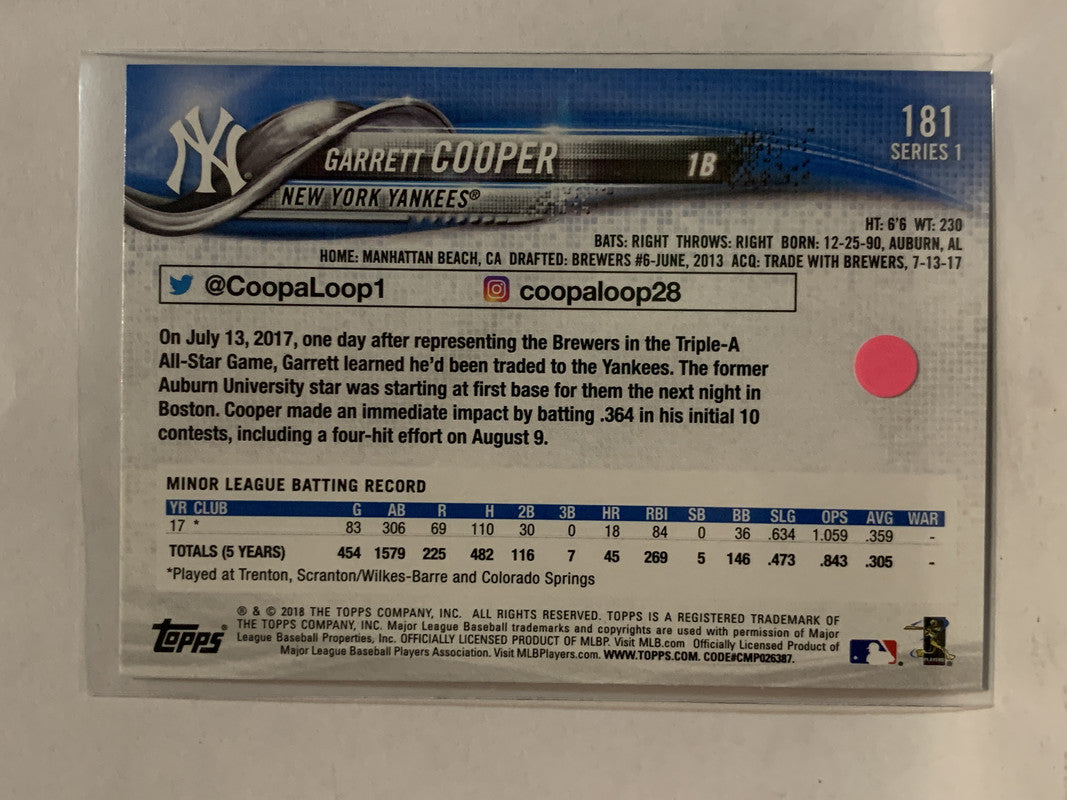 NY
181
SERIES 1
GARRETT COOPER 1B
NEW YORK YANKEES®
HT: 6'6 WT: 230
BATS: RIGHT THROWS: RIGHT BORN: 12-25-90, AUBURN, AL
HOME: MANHATTAN BEACH, CA DRAFTED: BREWERS #6-JUNE, 2013 ACQ: TRADE WITH BREWERS, 7-13-17
@CoopaLoop1 coopaloop28
On July 13, 2017, one day after representing the Brewers in the Triple-A
All-Star Game, Garrett learned he'd been traded to the Yankees. The former
Auburn University star was starting at first base for them the next night in
Boston. Cooper made an immediate impact by batting .364 in his initial 10
contests, including a four-hit effort on August 9.
MINOR LEAGUE BATTING RECORD
YR CLUB G AB R H 2B 3B HR RBI SB BB SLG OPS AVG WAR
17 * 83 306 69 110 30 0 18 84 0 36 .634 1.059 .359 -
TOTALS (5 YEARS) 454 1579 225 482 116 7 45 269 5 146 .473 .843 .305 -
*Played at Trenton, Scranton/Wilkes-Barre and Colorado Springs
® & © 2018 THE TOPPS COMPANY, INC. ALL RIGHTS RESERVED. TOPPS IS A REGISTERED TRADEMARK OF
THE TOPPS COMPANY, INC. Major League Baseball trademarks and copyrights are used with permission of Major
League Baseball Properties, Inc. OFFICIALLY LICENSED PRODUCT OF MLBP. Visit MLB.com Officially Licensed Product of
Major League Baseball Players Association. Visit MLBPlayers.com. WWW.TOPPS.COM. CODE#CMP026387.
topps®
PLAYERS